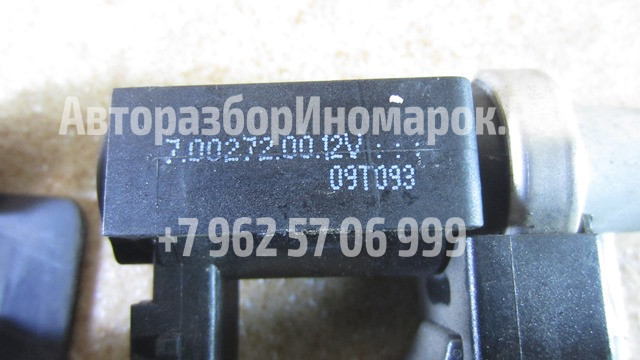 АвторазборИномарок.
7.00272.00.12V :::
09T093
+7 962 57 06 999